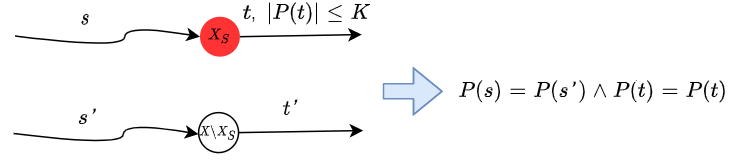 s
t, |P(t)| ≤ K
X_S
P(s) = P(s') ∧ P(t) = P(t)
s'
t'
X\X_S